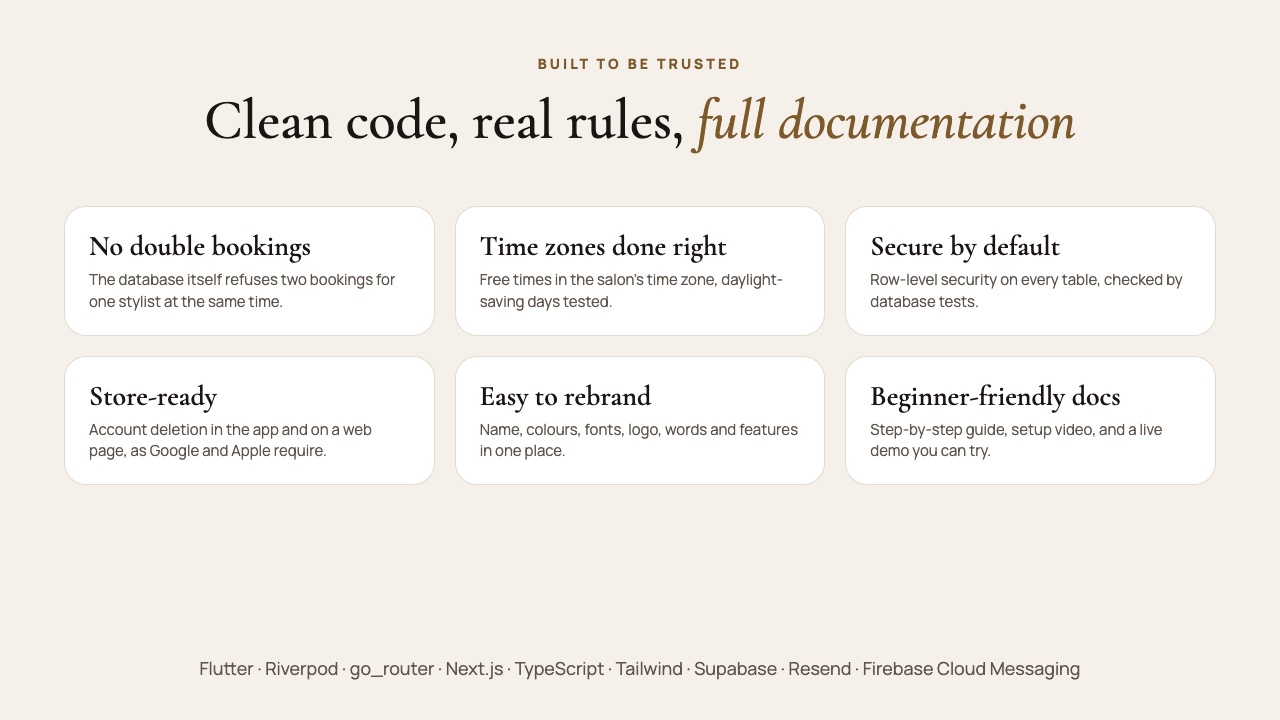 BUILT TO BE TRUSTED
Clean code, real rules, full documentation
No double bookings
The database itself refuses two bookings for
one stylist at the same time.
Time zones done right
Free times in the salon's time zone, daylight-
saving days tested.
Secure by default
Row-level security on every table, checked by
database tests.
Store-ready
Account deletion in the app and on a web
page, as Google and Apple require.
Easy to rebrand
Name, colours, fonts, logo, words and features
in one place.
Beginner-friendly docs
Step-by-step guide, setup video, and a live
demo you can try.
Flutter · Riverpod · go_router · Next.js · TypeScript · Tailwind · Supabase · Resend · Firebase Cloud Messaging